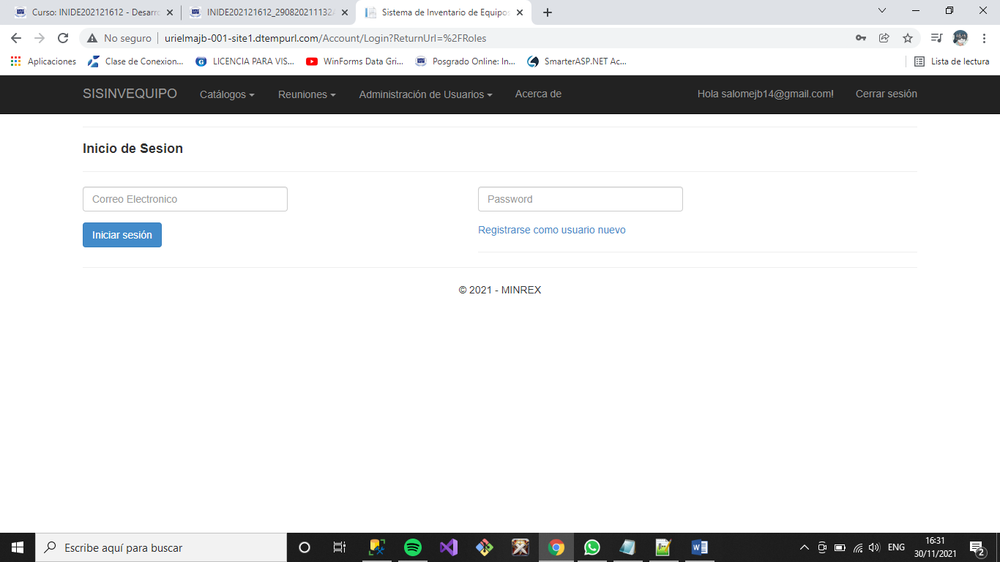 Curso: INIDE202121612 - Desarro
INIDE202121612_290820211132
Sistema de Inventario de Equipos
No seguro
urielmajb-001-site1.dtempurl.com/Account/Login?ReturnUrl=%2FRoles
Aplicaciones
Clase de Conexion...
LICENCIA PARA VIS...
WinForms Data Gri...
Posgrado Online: In...
SmarterASP.NET Ac...
Lista de lectura
SISINVEQUIPO
Catálogos
Reuniones
Administración de Usuarios
Acerca de
Hola salomejb14@gmail.com!
Cerrar sesión
Inicio de Sesion
Correo Electronico
Password
Iniciar sesión
Registrarse como usuario nuevo
© 2021 - MINREX
Escribe aquí para buscar
ENG
16:31
30/11/2021
2